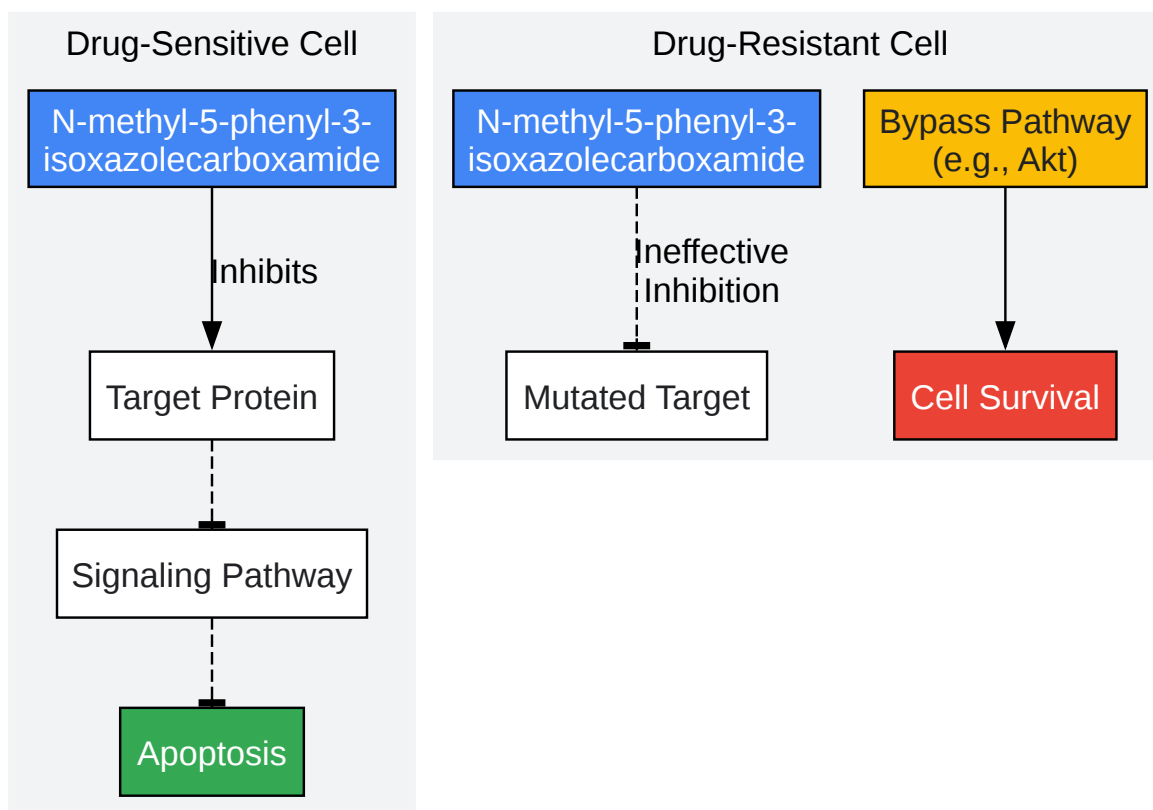 Drug-Sensitive Cell
N-methyl-5-phenyl-3-
isoxazolecarboxamide
Inhibits
Target Protein
Signaling Pathway
Apoptosis
Drug-Resistant Cell
N-methyl-5-phenyl-3-
isoxazolecarboxamide
Ineffective
Inhibition
Mutated Target
Bypass Pathway
(e.g., Akt)
Cell Survival